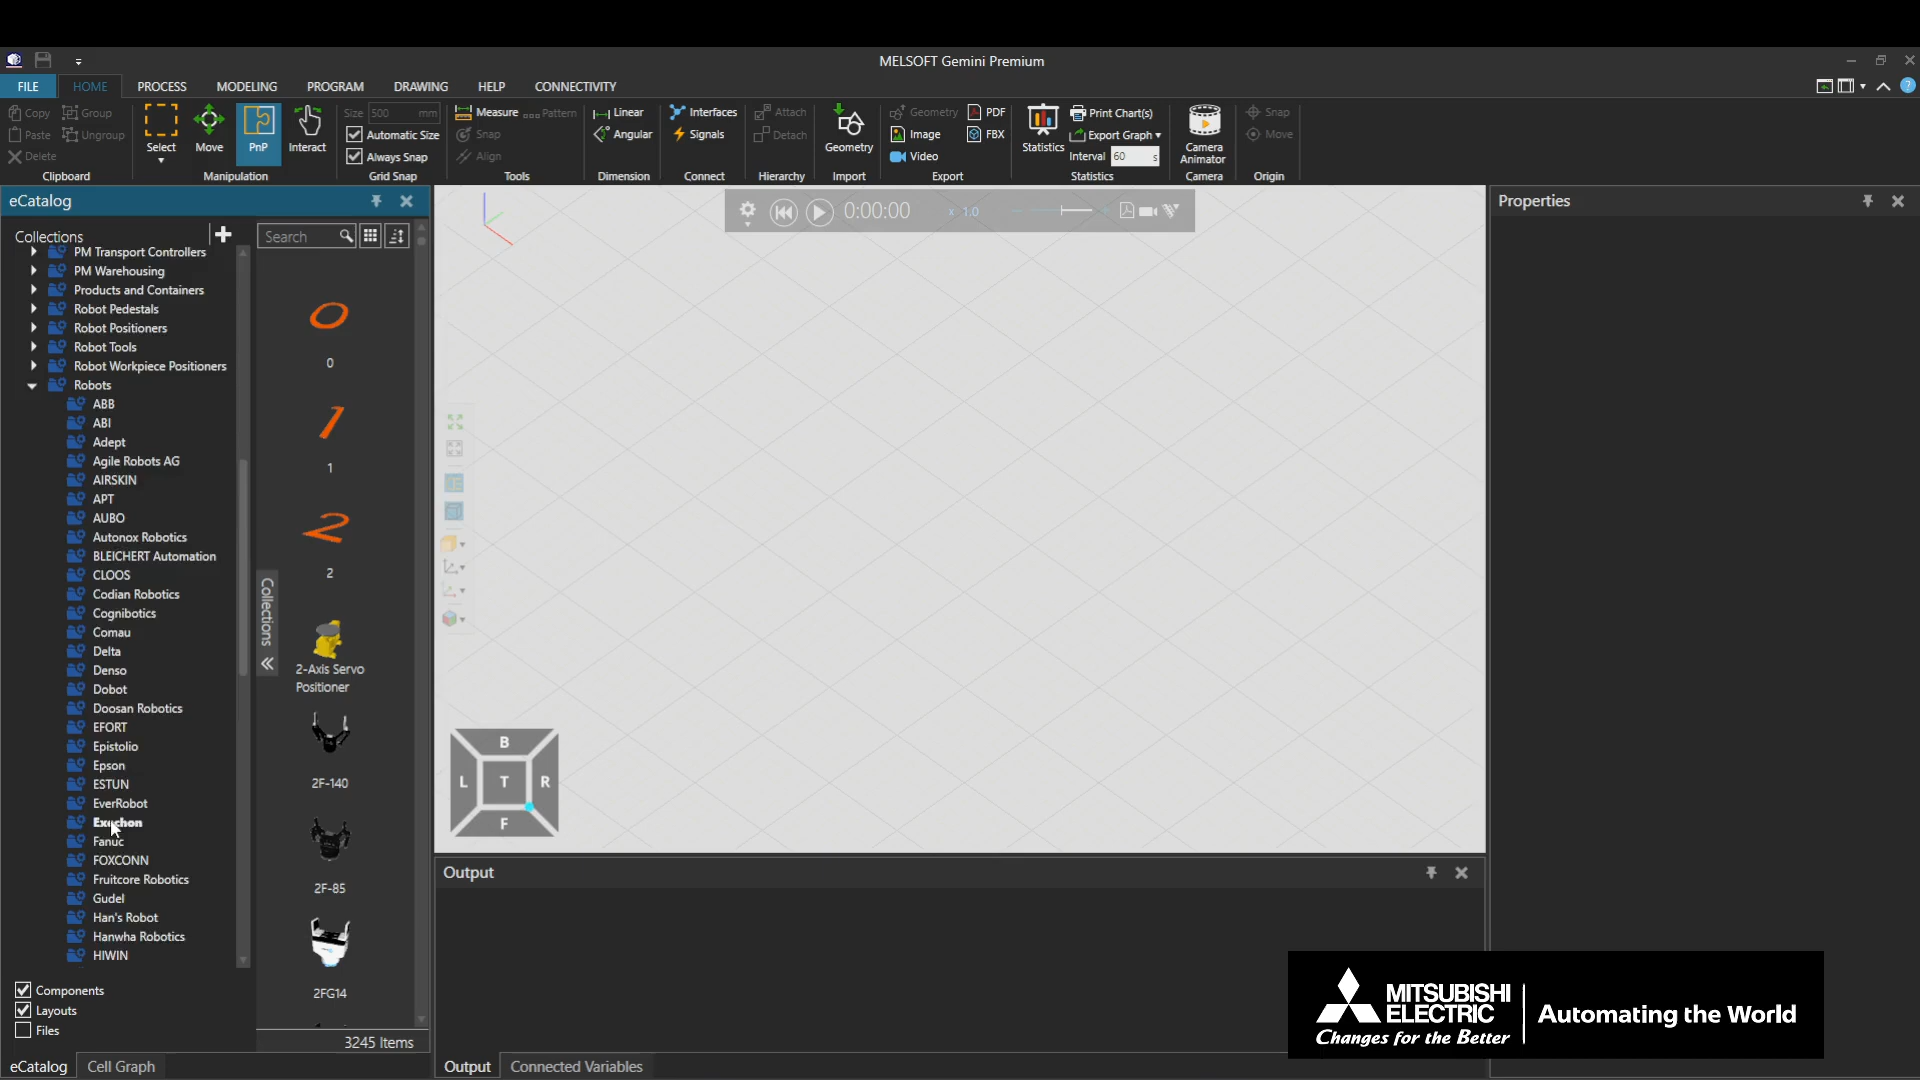 MELSOFT Gemini Premium
FILE HOME PROCESS MODELING PROGRAM DRAWING HELP CONNECTIVITY
Copy Group
Paste Ungroup
Delete
Clipboard
Select Move PnP Interact
Manipulation
Size 500 mm
Automatic Size
Always Snap
Grid Snap
Measure Pattern
Snap
Align
Tools
Linear
Angular
Dimension
Interfaces
Signals
Connect
Attach
Detach
Hierarchy
Geometry
Import
Geometry PDF
Image FBX
Video
Export
Statistics
Print Chart(s)
Export Graph
Interval 60 s
Statistics
Camera
Animator
Camera
Snap
Move
Origin
eCatalog
Collections
Search
PM Transport Controllers
PM Warehousing
Products and Containers
Robot Pedestals
Robot Positioners
Robot Tools
Robot Workpiece Positioners
Robots
ABB
ABI
Adept
Agile Robots AG
AIRSKIN
APT
AUBO
Autonox Robotics
BLEICHERT Automation
CLOOS
Codian Robotics
Cognibotics
Comau
Delta
Denso
Dobot
Doosan Robotics
EFORT
Epistolio
Epson
ESTUN
EverRobot
Exechon
Fanuc
FOXCONN
Fruitcore Robotics
Gudel
Han's Robot
Hanwha Robotics
HIWIN
Components
Layouts
Files
Collections
0
0
1
1
2
2
2-Axis Servo
Positioner
2F-140
2F-85
2FG14
3245 Items
eCatalog Cell Graph
0:00:00 x 1.0
B
L T R
F
Output
Output Connected Variables
Properties
MITSUBISHI
ELECTRIC
Changes for the Better
Automating the World